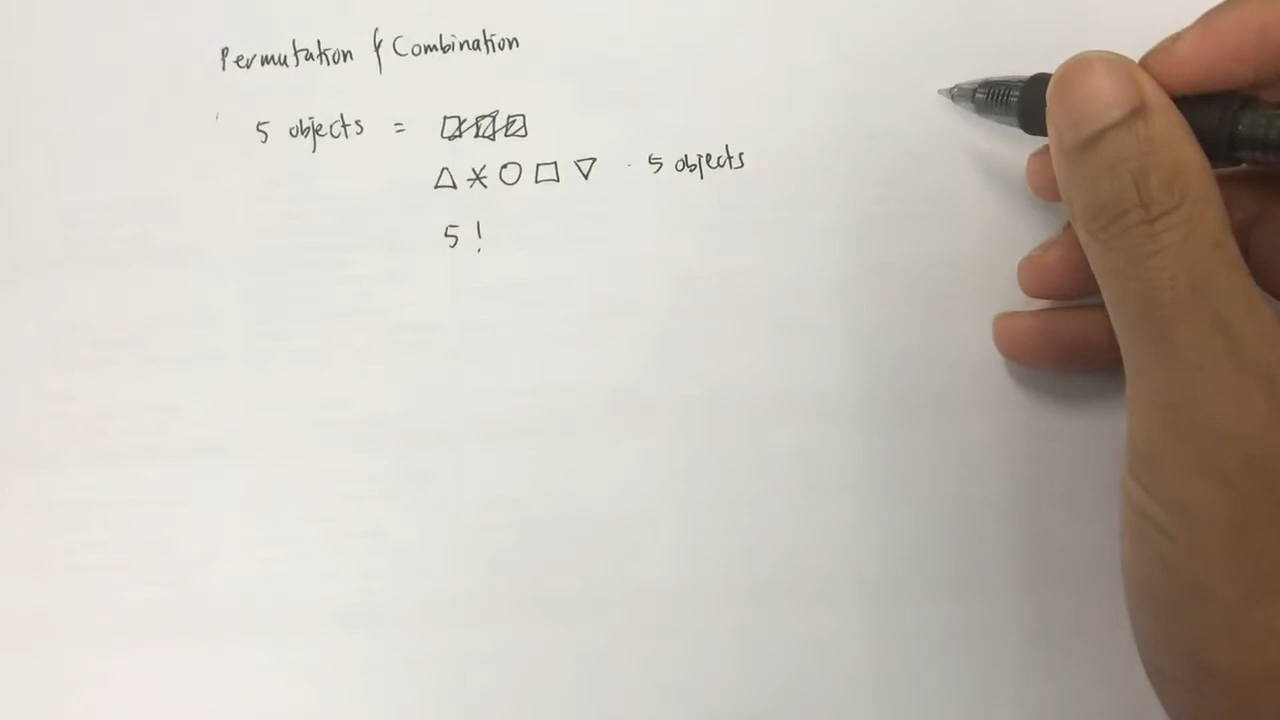 Permutation & Combination
5 objects =
△ * ○ □ ▽ 5 objects
5 !